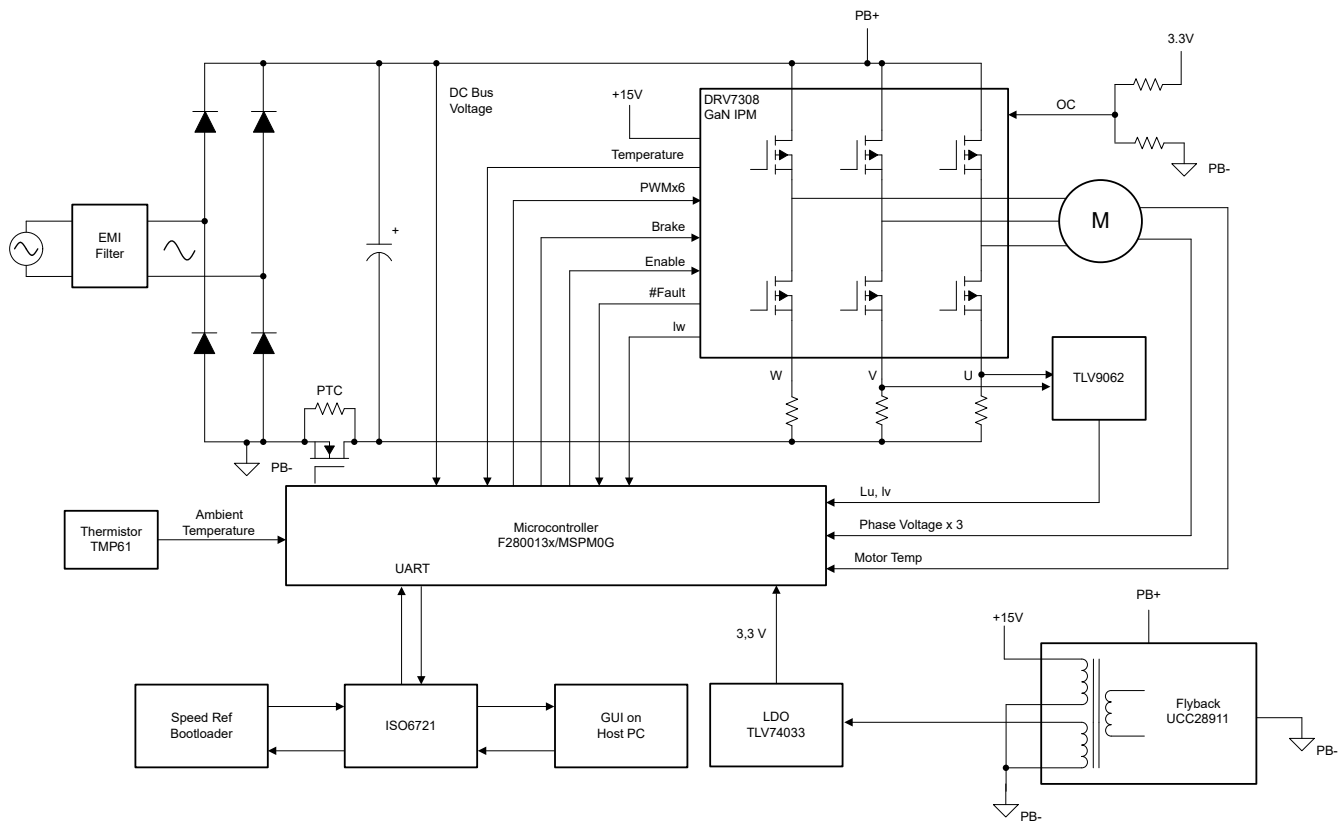 PB+
3.3V
DC Bus
Voltage
+15V
DRV7308
GaN IPM
OC
PB-
Temperature
PWMx6
Brake
Enable
#Fault
Iw
EMI
Filter
+
M
W
V
U
TLV9062
PTC
PB-
Thermistor
TMP61
Ambient
Temperature
Microcontroller
F280013x/MSPM0G
UART
Lu, Iv
Phase Voltage x 3
Motor Temp
3,3 V
Speed Ref
Bootloader
ISO6721
GUI on
Host PC
LDO
TLV74033
+15V
PB+
Flyback
UCC28911
PB-
PB-